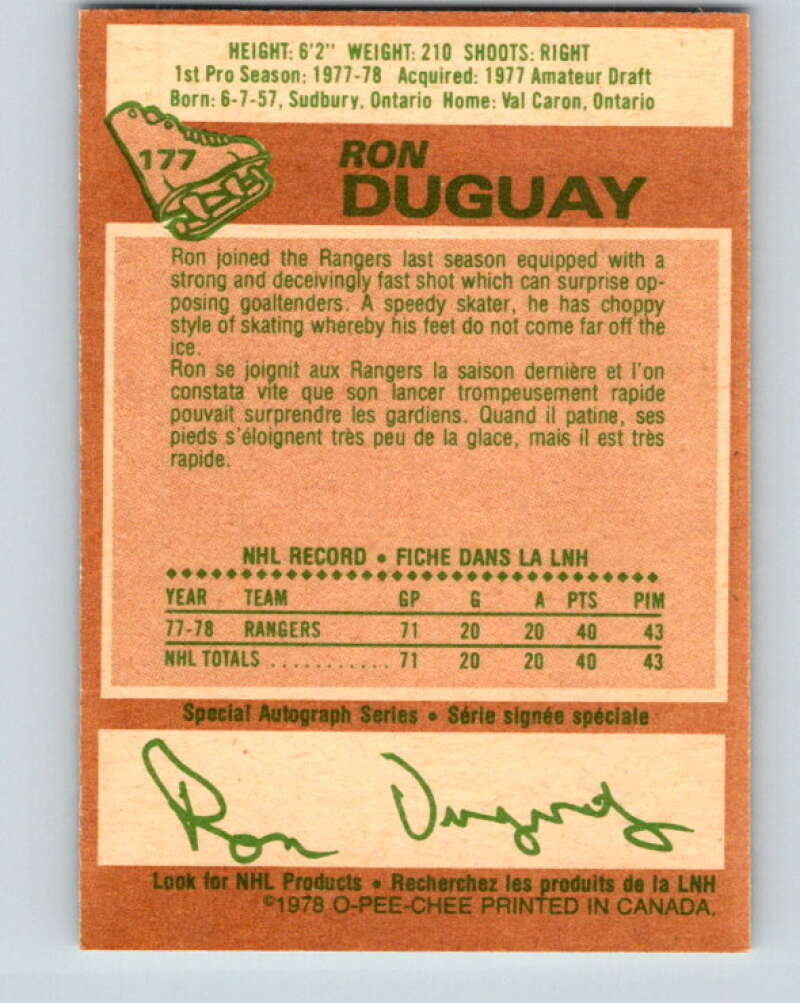 HEIGHT: 6'2" WEIGHT: 210 SHOOTS: RIGHT
1st Pro Season: 1977-78 Acquired: 1977 Amateur Draft
Born: 6-7-57, Sudbury, Ontario Home: Val Caron, Ontario
177
RON
DUGUAY
Ron joined the Rangers last season equipped with a
strong and deceivingly fast shot which can surprise op-
posing goaltenders. A speedy skater, he has choppy
style of skating whereby his feet do not come far off the
ice.
Ron se joignit aux Rangers la saison dernière et l'on
constata vite que son lancer trompeusement rapide
pouvait surprendre les gardiens. Quand il patine, ses
pieds s'éloignent très peu de la glace, mais il est très
rapide.
NHL RECORD • FICHE DANS LA LNH
YEAR TEAM GP G A PTS PIM
77-78 RANGERS 71 20 20 40 43
NHL TOTALS ........... 71 20 20 40 43
Special Autograph Series • Série signée spéciale
Ron Duguay
Look for NHL Products • Recherchez les produits de la LNH
©1978 O-PEE-CHEE PRINTED IN CANADA.